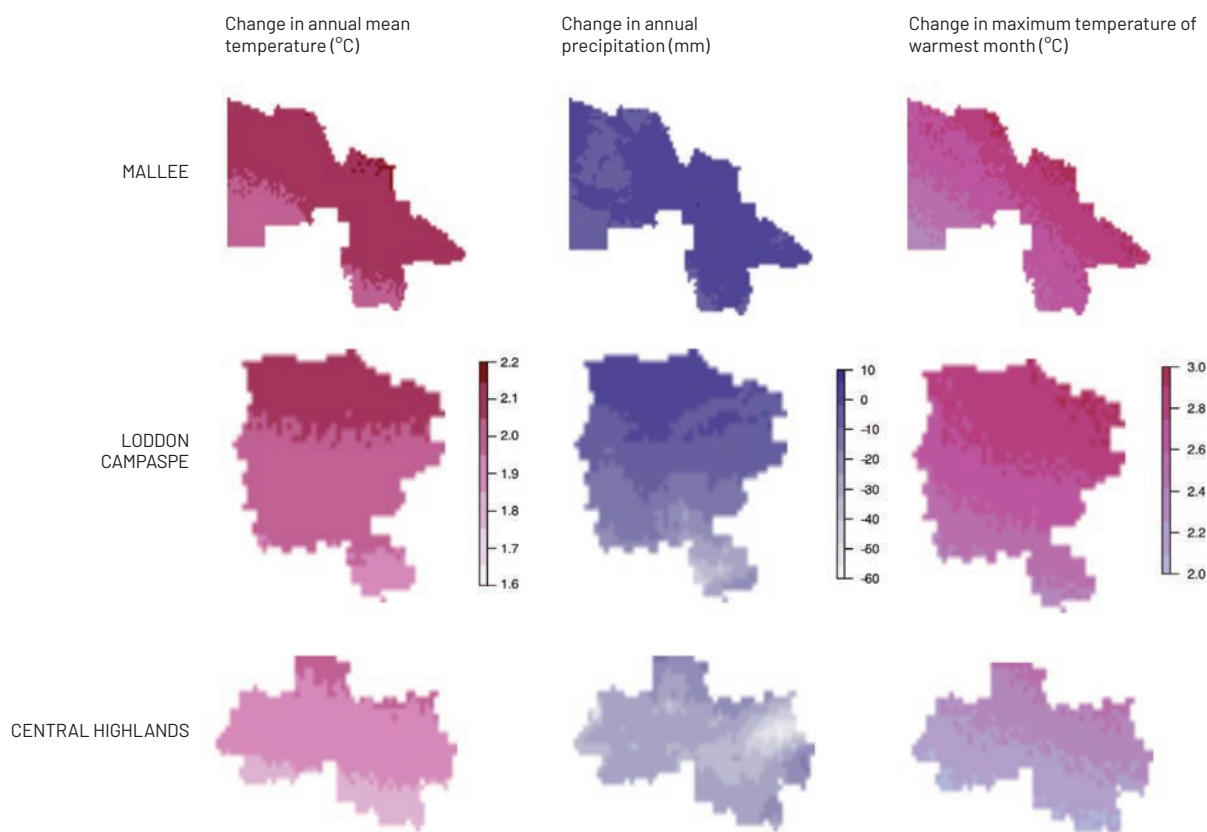 Change in annual mean
temperature (°C)
Change in annual
precipitation (mm)
Change in maximum temperature of
warmest month (°C)
MALLEE
LODDON
CAMPASPE
2.2
2.1
2.0
1.9
1.8
1.7
1.6
10
0
-10
-20
-30
-40
-50
-60
3.0
2.8
2.6
2.4
2.2
2.0
CENTRAL HIGHLANDS